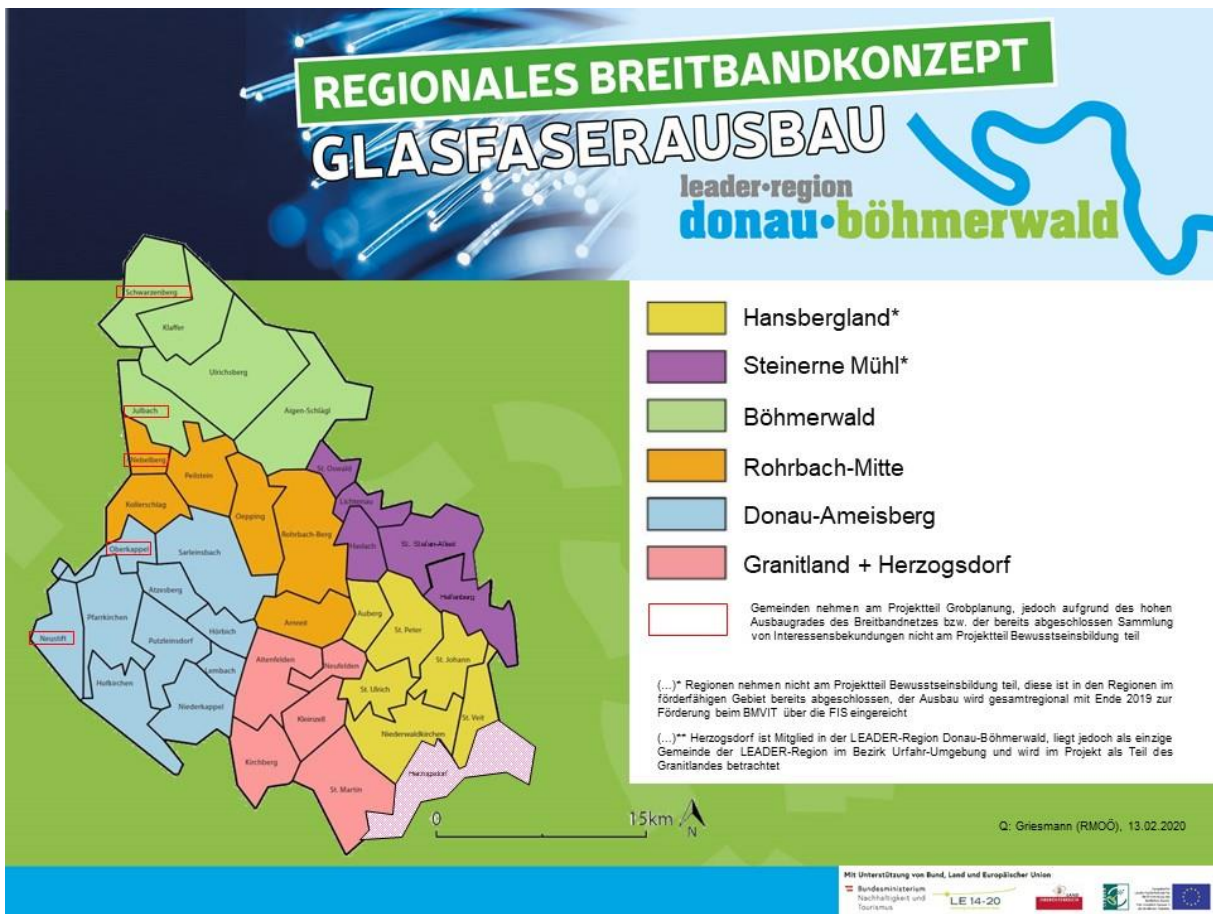 REGIONALES BREITBANDKONZEPT
GLASFASERAUSBAU
leader•region
donau•böhmerwald
Schwarzenberg
Klaffer
Ulrichsberg
Aigen-Schlägl
Julbach
Nebelberg
Peilstein
Kollerschlag
Oepping
Rohrbach-Berg
St. Oswald
Lichtenau
Haslach
St. Stefan-Afiesl
Helfenberg
Oberkappel
Sarleinsbach
Atzesberg
Pfarrkirchen
Hörbich
Putzleinsdorf
Neustift
Lembach
Hofkirchen
Niederkappel
Arnreit
Auberg
St. Peter
St. Johann
Altenfelden
Neufelden
St. Ulrich
St. Veit
Kleinzell
Niederwaldkirchen
Kirchberg
St. Martin
Herzogsdorf
0 15km
N
Hansbergland*
Steinerne Mühl*
Böhmerwald
Rohrbach-Mitte
Donau-Ameisberg
Granitland + Herzogsdorf
Gemeinden nehmen am Projektteil Grobplanung, jedoch aufgrund des hohen
Ausbaugrades des Breitbandnetzes bzw. der bereits abgeschlossen Sammlung
von Interessensbekundungen nicht am Projektteil Bewusstseinsbildung teil
(...)* Regionen nehmen nicht am Projektteil Bewusstseinsbildung teil, diese ist in den Regionen im
förderfähigen Gebiet bereits abgeschlossen, der Ausbau wird gesamtregional mit Ende 2019 zur
Förderung beim BMVIT über die FIS eingereicht
(...)** Herzogsdorf ist Mitglied in der LEADER-Region Donau-Böhmerwald, liegt jedoch als einzige
Gemeinde der LEADER-Region im Bezirk Urfahr-Umgebung und wird im Projekt als Teil des
Granitlandes betrachtet
Q: Griesmann (RMOÖ), 13.02.2020
Mit Unterstützung von Bund, Land und Europäischer Union
Bundesministerium
Nachhaltigkeit und
Tourismus
LE 14-20
LAND
OBERÖSTERREICH